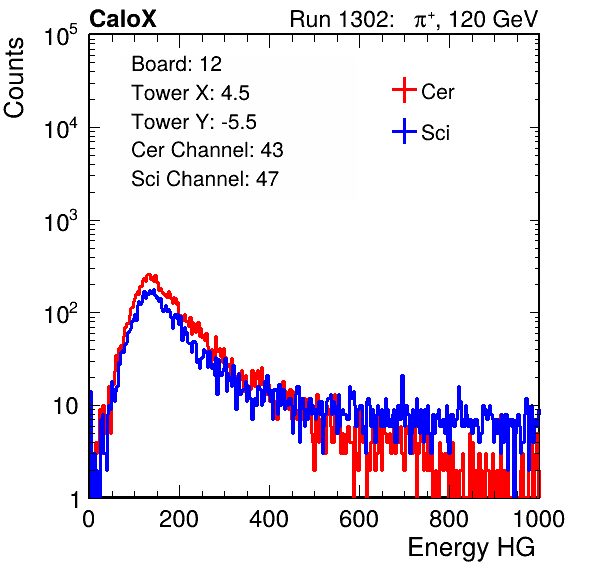 CaloX Run 1302: π⁺, 120 GeV
Counts
10⁵
10⁴
10³
10²
10
1
Board: 12
Tower X: 4.5
Tower Y: -5.5
Cer Channel: 43
Sci Channel: 47
Cer
Sci
0 200 400 600 800 1000
Energy HG